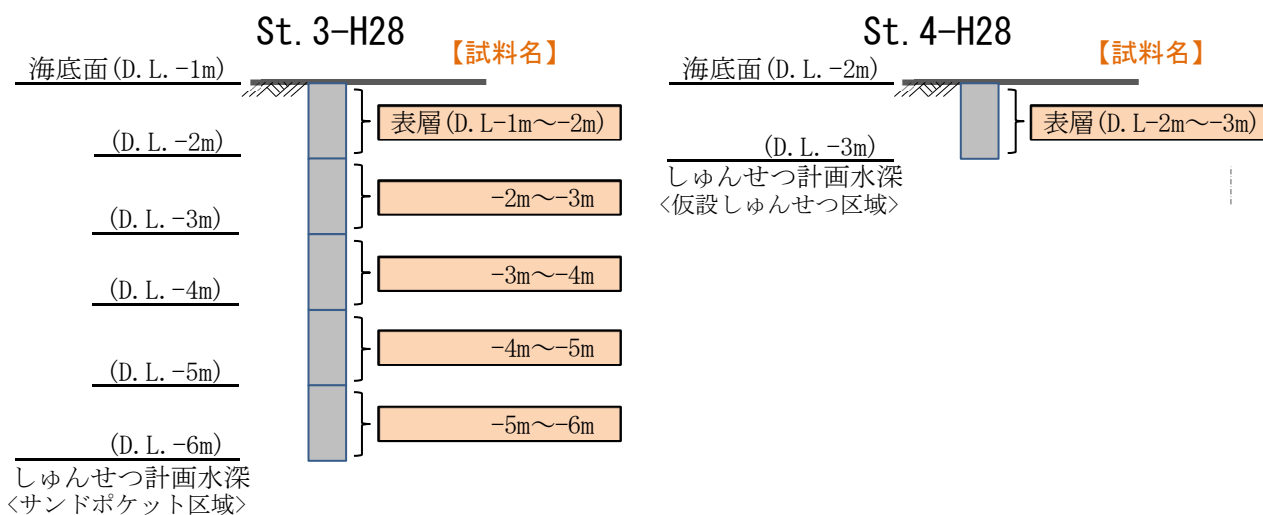 St.3-H28
【試料名】
海底面(D.L.-1m)
表層(D.L-1m～-2m)
(D.L.-2m)
-2m～-3m
(D.L.-3m)
-3m～-4m
(D.L.-4m)
-4m～-5m
(D.L.-5m)
-5m～-6m
(D.L.-6m)
しゅんせつ計画水深
<サンドポケット区域>
St.4-H28
【試料名】
海底面(D.L.-2m)
表層(D.L-2m～-3m)
(D.L.-3m)
しゅんせつ計画水深
<仮設しゅんせつ区域>